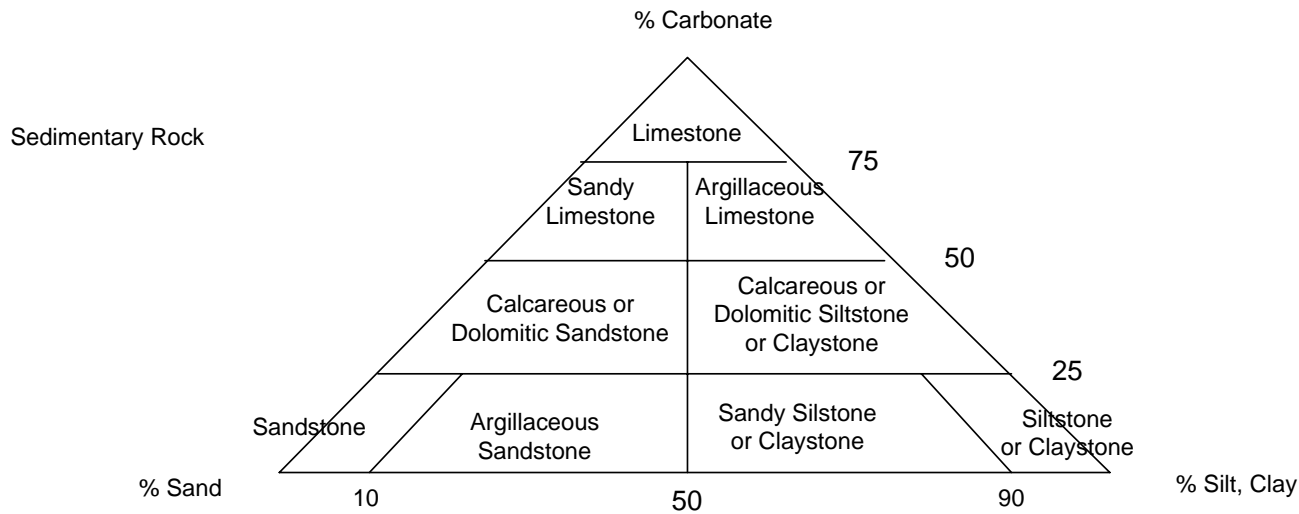 % Carbonate
Sedimentary Rock
Limestone
75
Sandy
Limestone
Argillaceous
Limestone
50
Calcareous or
Dolomitic Sandstone
Calcareous or
Dolomitic Siltstone
or Claystone
25
Sandstone
Argillaceous
Sandstone
Sandy Silstone
or Claystone
Siltstone
or Claystone
% Sand
10
50
90
% Silt, Clay